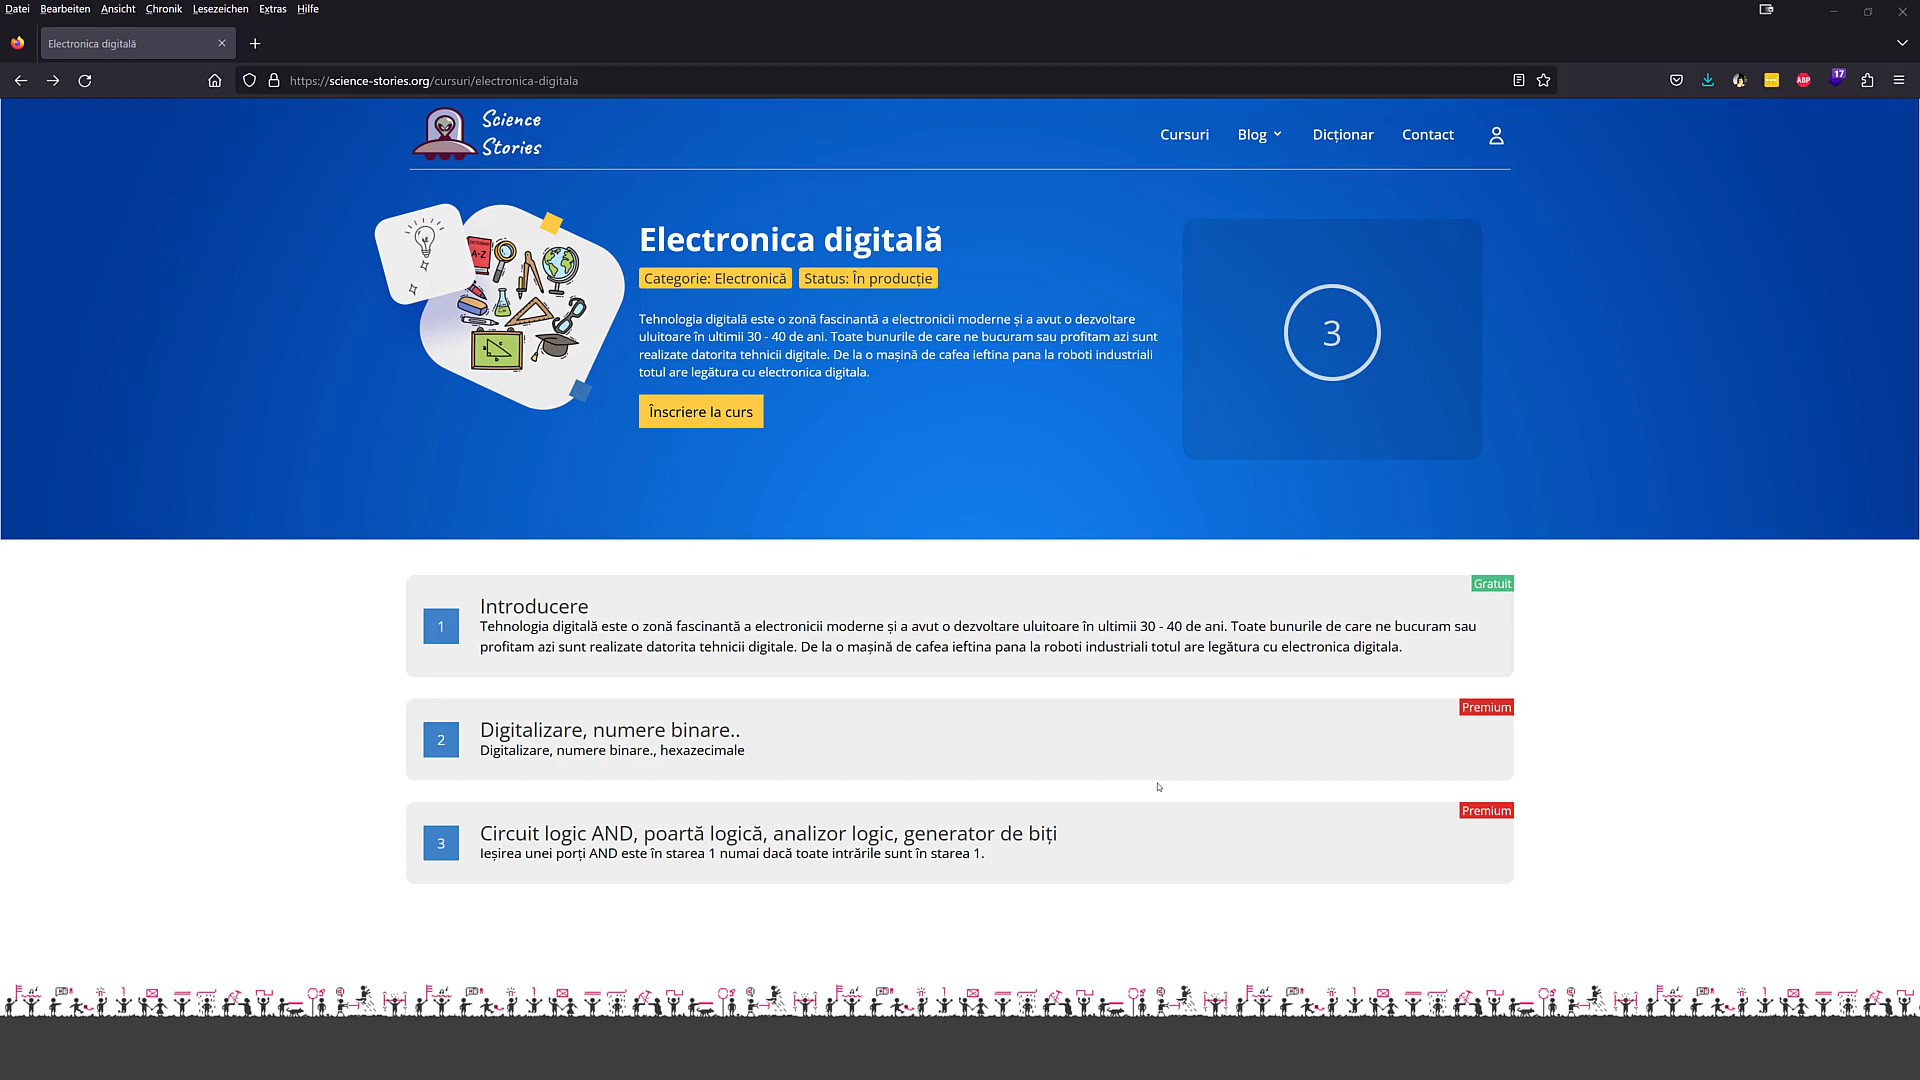 Datei Bearbeiten Ansicht Chronik Lesezeichen Extras Hilfe
Electronica digitală
https://science-stories.org/cursuri/electronica-digitala
17
ABP
Science
Stories
Cursuri Blog Dicționar Contact
A-Z
Electronica digitală
Categorie: Electronică Status: În producție
Tehnologia digitală este o zonă fascinantă a electronicii moderne și a avut o dezvoltare
uluitoare în ultimii 30 - 40 de ani. Toate bunurile de care ne bucuram sau profitam azi sunt
realizate datorita tehnicii digitale. De la o mașină de cafea ieftina pana la roboti industriali
totul are legătura cu electronica digitala.
Înscriere la curs
3
Gratuit
1
Introducere
Tehnologia digitală este o zonă fascinantă a electronicii moderne și a avut o dezvoltare uluitoare în ultimii 30 - 40 de ani. Toate bunurile de care ne bucuram sau
profitam azi sunt realizate datorita tehnicii digitale. De la o mașină de cafea ieftina pana la roboti industriali totul are legătura cu electronica digitala.
Premium
2
Digitalizare, numere binare..
Digitalizare, numere binare., hexazecimale
Premium
3
Circuit logic AND, poartă logică, analizor logic, generator de biți
Ieșirea unei porți AND este în starea 1 numai dacă toate intrările sunt în starea 1.